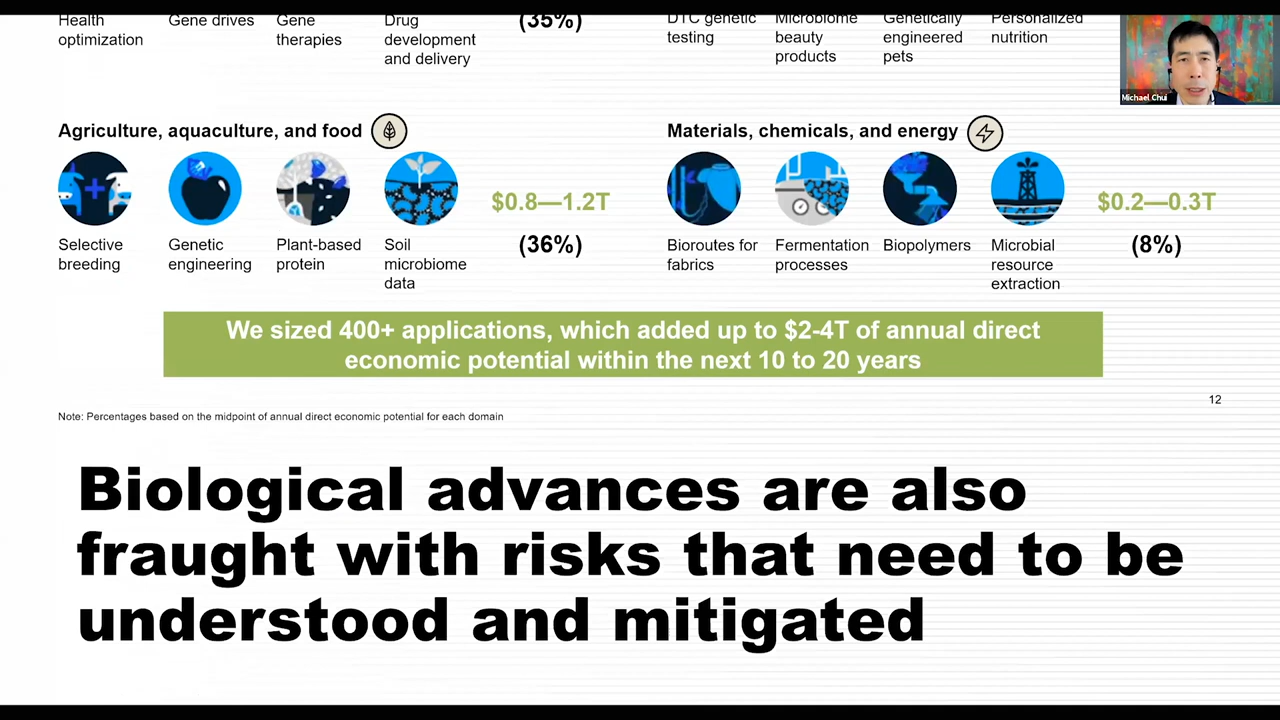 Health Gene drives Gene Drug (35%) DTC genetic Microbiome Genetically Personalized
optimization therapies development testing beauty engineered nutrition
and delivery products pets
Michael Chui
Agriculture, aquaculture, and food
Selective Genetic Plant-based Soil
breeding engineering protein microbiome
data
$0.8—1.2T
(36%)
Materials, chemicals, and energy
Bioroutes for Fermentation Biopolymers Microbial
fabrics processes resource
extraction
$0.2—0.3T
(8%)
We sized 400+ applications, which added up to $2-4T of annual direct
economic potential within the next 10 to 20 years
12
Note: Percentages based on the midpoint of annual direct economic potential for each domain
Biological advances are also
fraught with risks that need to be
understood and mitigated